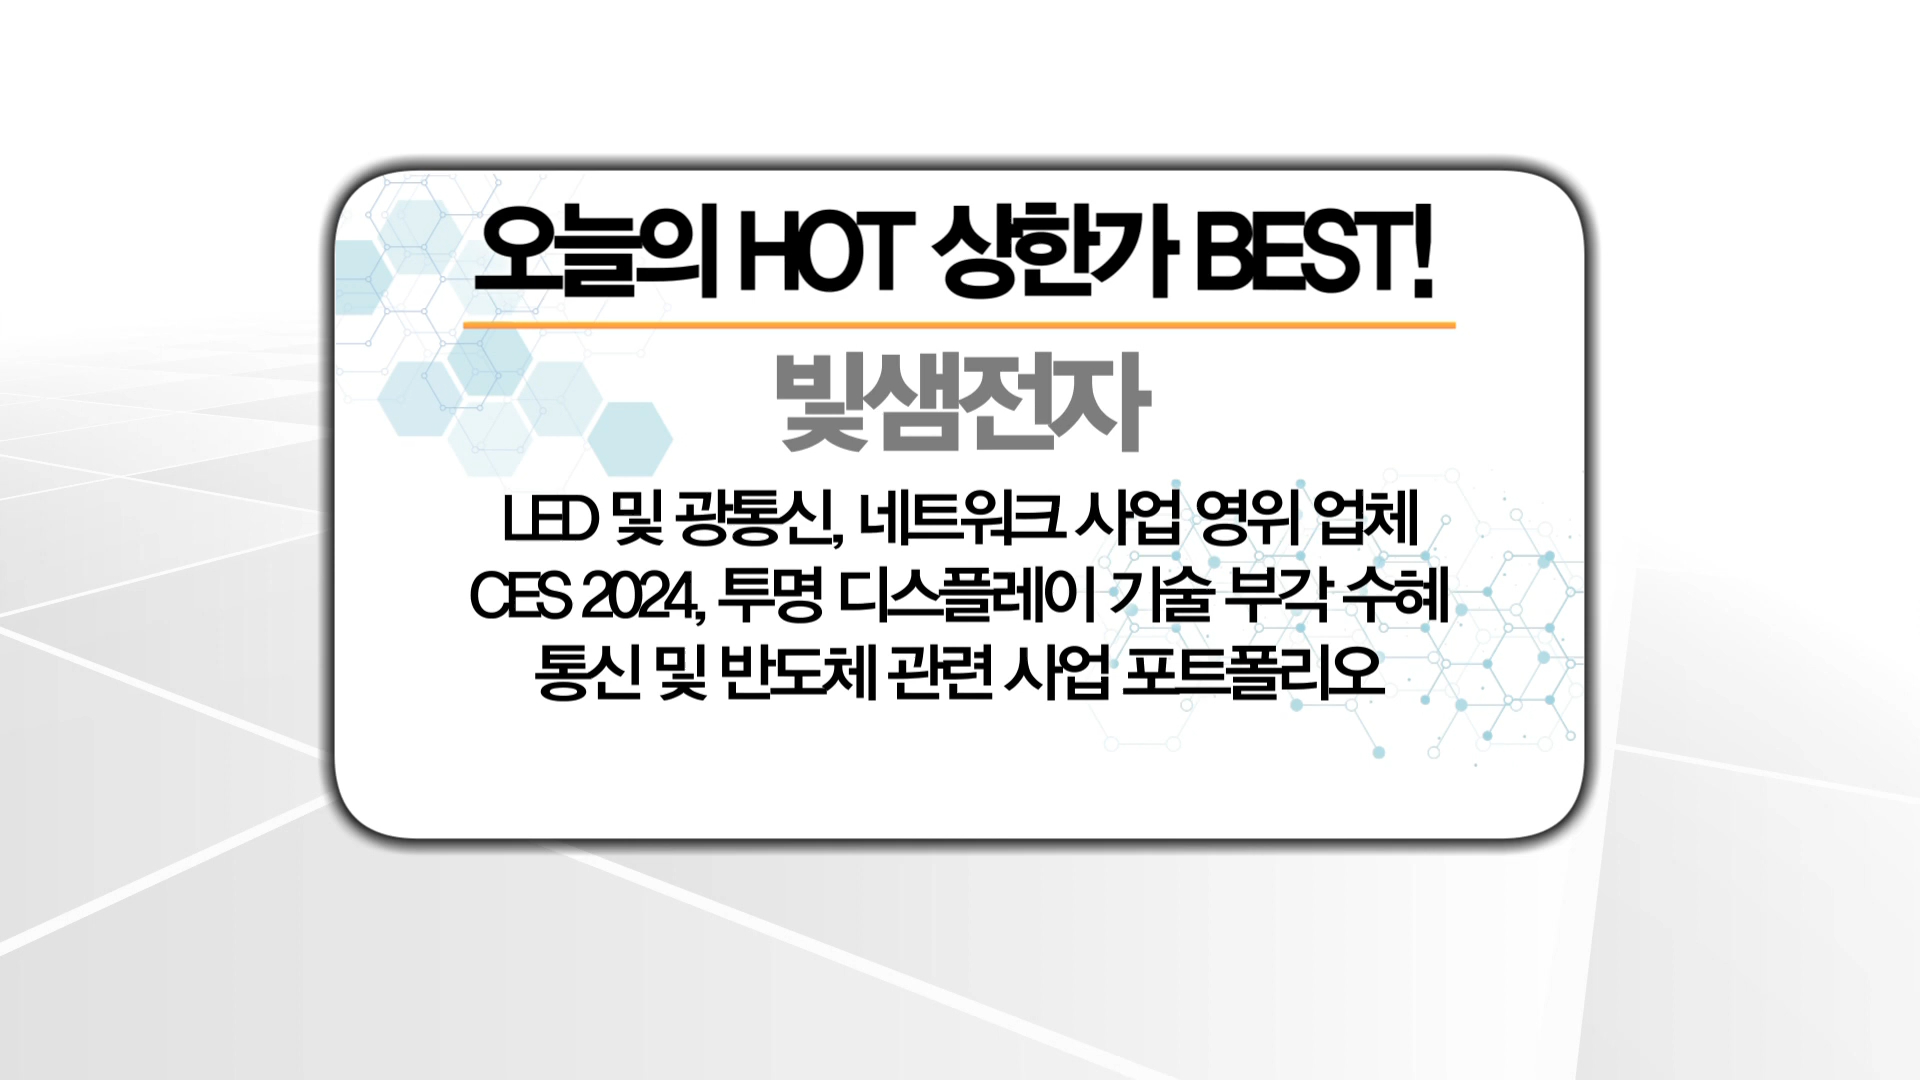 오늘의 HOT 상한가 BEST!
빛샘전자
LED 및 광통신, 네트워크 사업 영위 업체
CES 2024, 투명 디스플레이 기술 부각 수혜
통신 및 반도체 관련 사업 포트폴리오